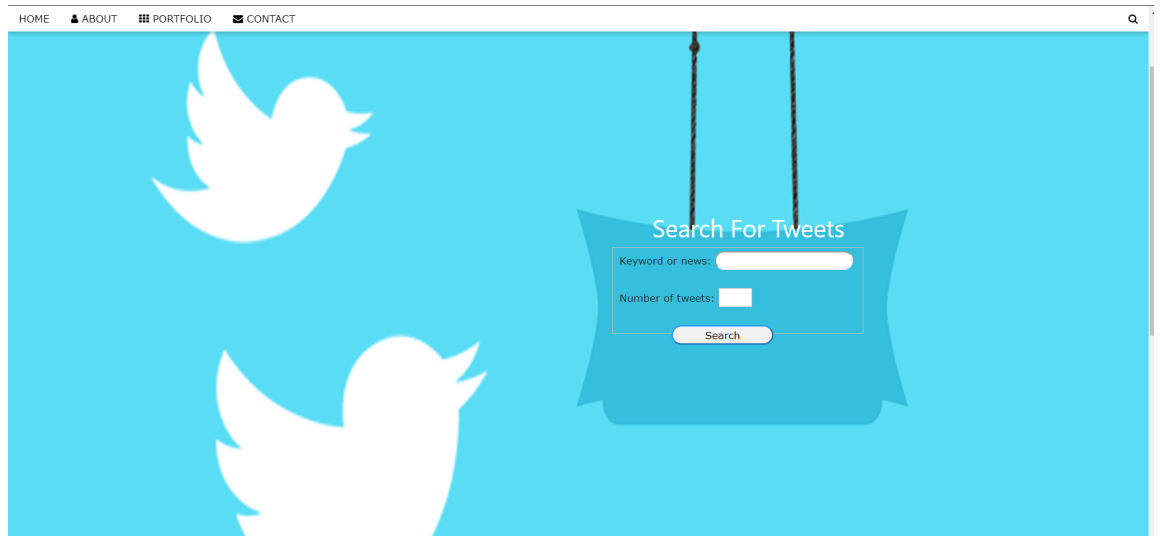 HOME ABOUT PORTFOLIO CONTACT
Search For Tweets
Keyword or news:
Number of tweets:
Search